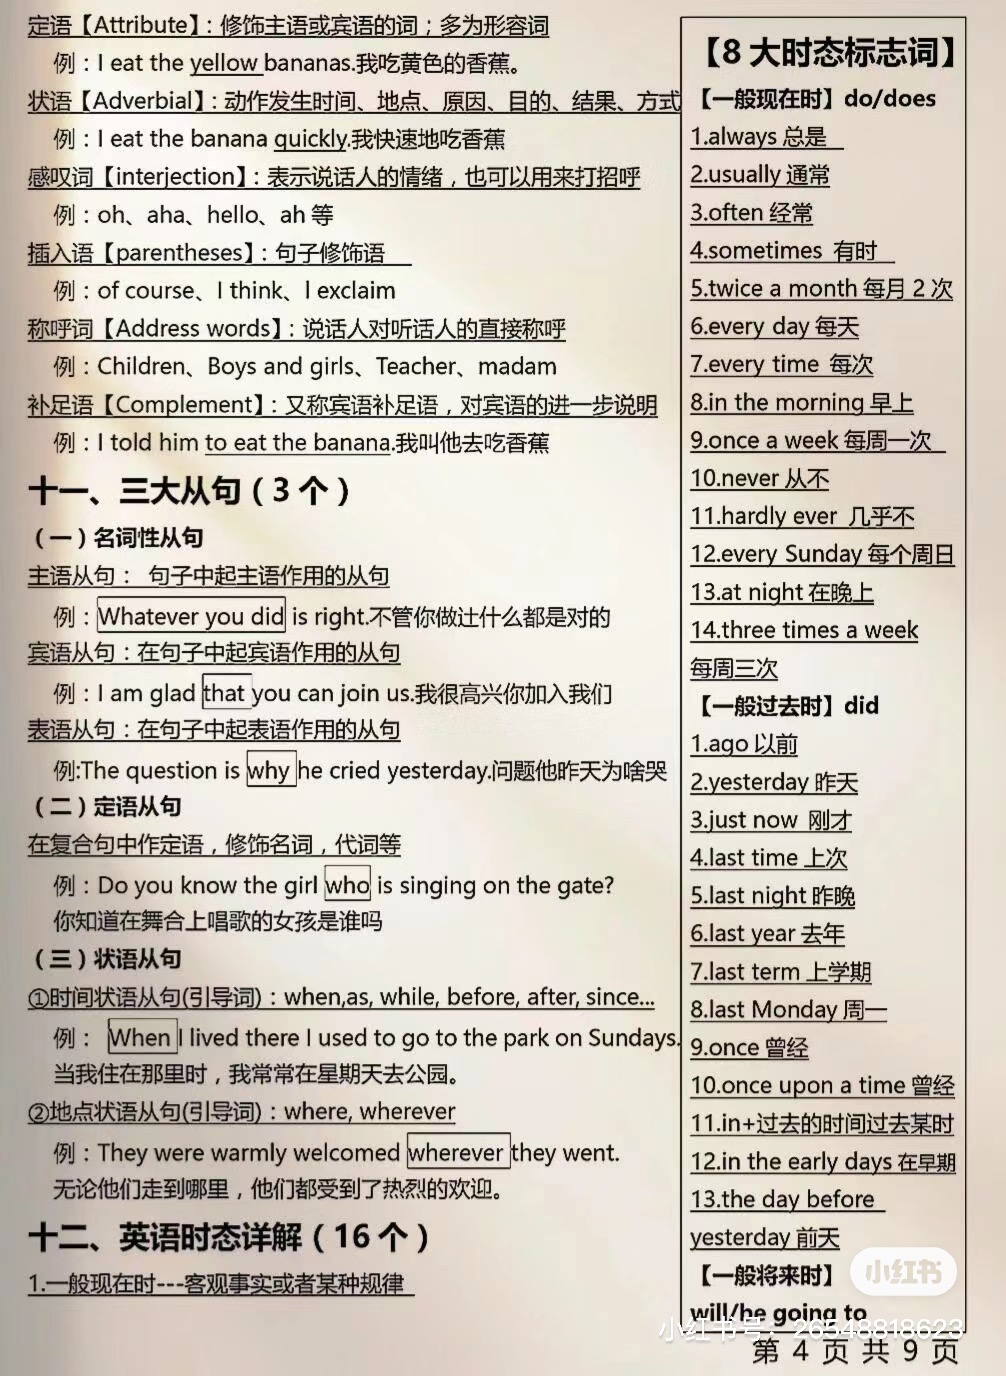 定语【Attribute】：修饰主语或宾语的词；多为形容词
例：I eat the yellow bananas.我吃黄色的香蕉。
状语【Adverbial】：动作发生时间、地点、原因、目的、结果、方式
例：I eat the banana quickly.我快速地吃香蕉
感叹词【interjection】：表示说话人的情绪，也可以用来打招呼
例：oh、aha、hello、ah 等
插入语【parentheses】：句子修饰语
例：of course、I think、I exclaim
称呼词【Address words】：说话人对听话人的直接称呼
例：Children、Boys and girls、Teacher、madam
补足语【Complement】：又称宾语补足语，对宾语的进一步说明
例：I told him to eat the banana.我叫他去吃香蕉
十一、三大从句（3 个）
（一）名词性从句
主语从句： 句子中起主语作用的从句
例：Whatever you did is right.不管你做过什么都是对的
宾语从句：在句子中起宾语作用的从句
例：I am glad that you can join us.我很高兴你加入我们
表语从句：在句子中起表语作用的从句
例:The question is why he cried yesterday.问题他昨天为啥哭
（二）定语从句
在复合句中作定语，修饰名词，代词等
例：Do you know the girl who is singing on the gate?
你知道在舞台上唱歌的女孩是谁吗
（三）状语从句
①时间状语从句(引导词)：when,as, while, before, after, since...
例： When I lived there I used to go to the park on Sundays.
当我住在那里时，我常常在星期天去公园。
②地点状语从句(引导词)：where, wherever
例：They were warmly welcomed wherever they went.
无论他们走到哪里，他们都受到了热烈的欢迎。
十二、英语时态详解（16 个）
1.一般现在时---客观事实或者某种规律
【8 大时态标志词】
【一般现在时】do/does
1.always 总是
2.usually 通常
3.often 经常
4.sometimes 有时
5.twice a month 每月 2 次
6.every day 每天
7.every time 每次
8.in the morning 早上
9.once a week 每周一次
10.never 从不
11.hardly ever 几乎不
12.every Sunday 每个周日
13.at night 在晚上
14.three times a week
每周三次
【一般过去时】did
1.ago 以前
2.yesterday 昨天
3.just now 刚才
4.last time 上次
5.last night 昨晚
6.last year 去年
7.last term 上学期
8.last Monday 周一
9.once 曾经
10.once upon a time 曾经
11.in+过去的时间过去某时
12.in the early days 在早期
13.the day before
yesterday 前天
【一般将来时】
will/be going to
小红书
小红书号：26548818623
第 4 页 共 9 页